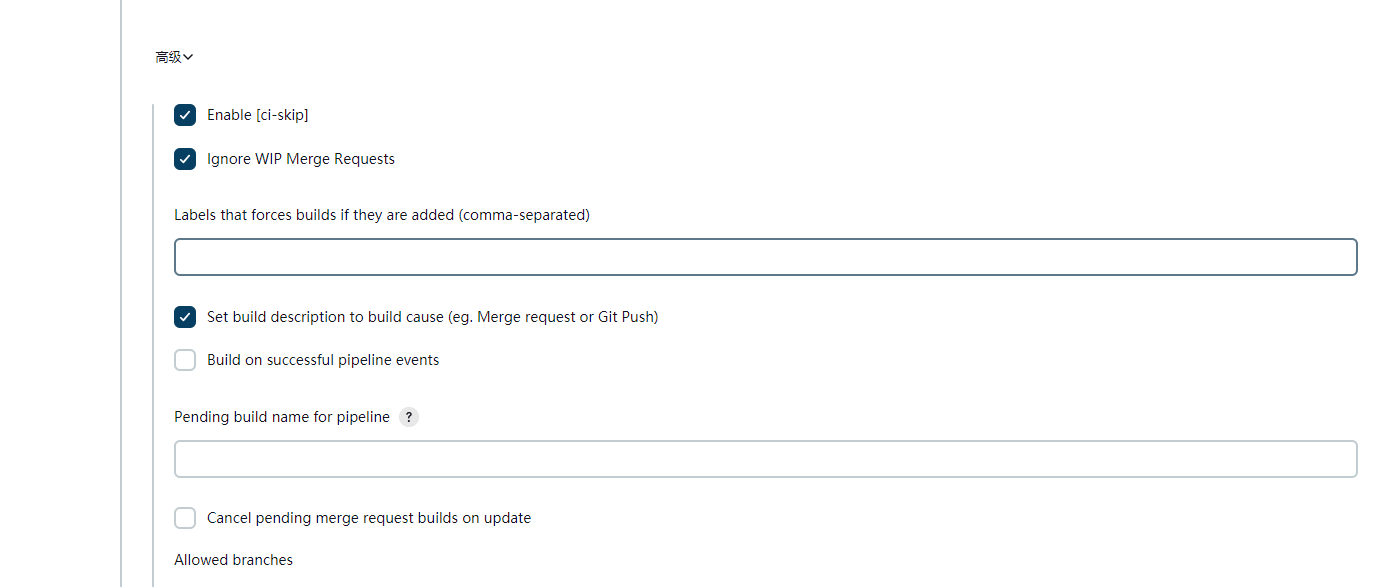 高级
Enable [ci-skip]
Ignore WIP Merge Requests
Labels that forces builds if they are added (comma-separated)
Set build description to build cause (eg. Merge request or Git Push)
Build on successful pipeline events
Pending build name for pipeline ?
Cancel pending merge request builds on update
Allowed branches